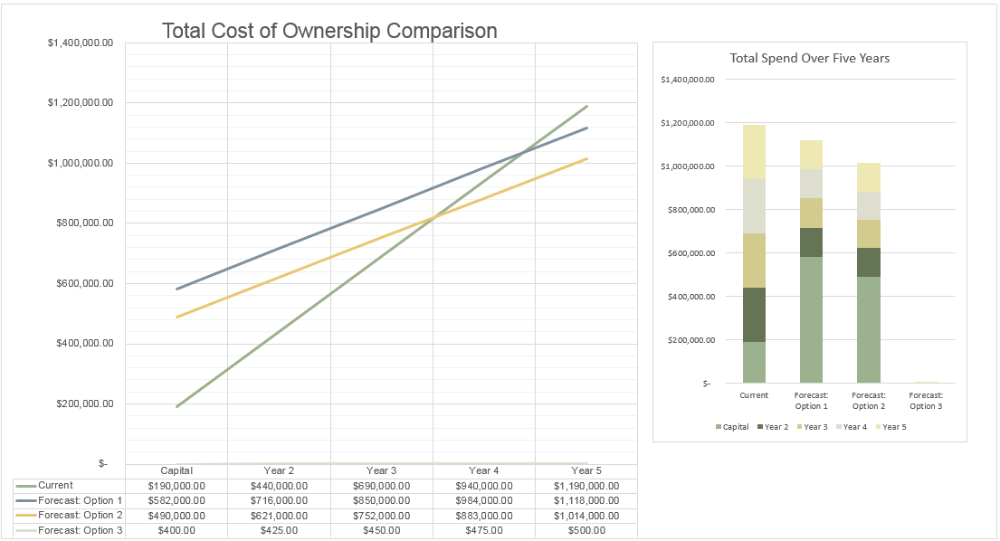 Total Cost of Ownership Comparison
$1,400,000.00
$1,200,000.00
$1,000,000.00
$800,000.00
$600,000.00
$400,000.00
$200,000.00
$-
Capital Year 2 Year 3 Year 4 Year 5
Current $190,000.00 $440,000.00 $690,000.00 $940,000.00 $1,190,000.00
Forecast: Option 1 $582,000.00 $716,000.00 $850,000.00 $984,000.00 $1,118,000.00
Forecast: Option 2 $490,000.00 $621,000.00 $752,000.00 $883,000.00 $1,014,000.00
Forecast: Option 3 $400.00 $425.00 $450.00 $475.00 $500.00
Total Spend Over Five Years
$1,400,000.00
$1,200,000.00
$1,000,000.00
$800,000.00
$600,000.00
$400,000.00
$200,000.00
$-
Current Forecast: Forecast: Forecast:
Option 1 Option 2 Option 3
Capital Year 2 Year 3 Year 4 Year 5